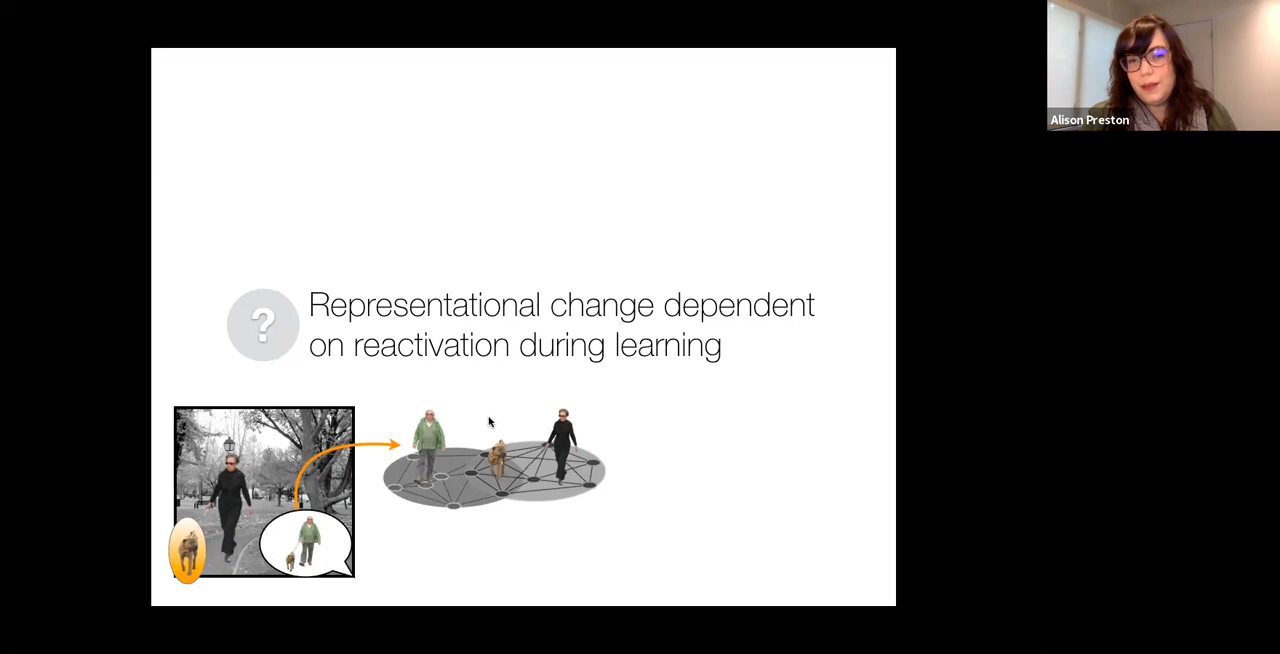 Alison Preston
?
Representational change dependent
on reactivation during learning